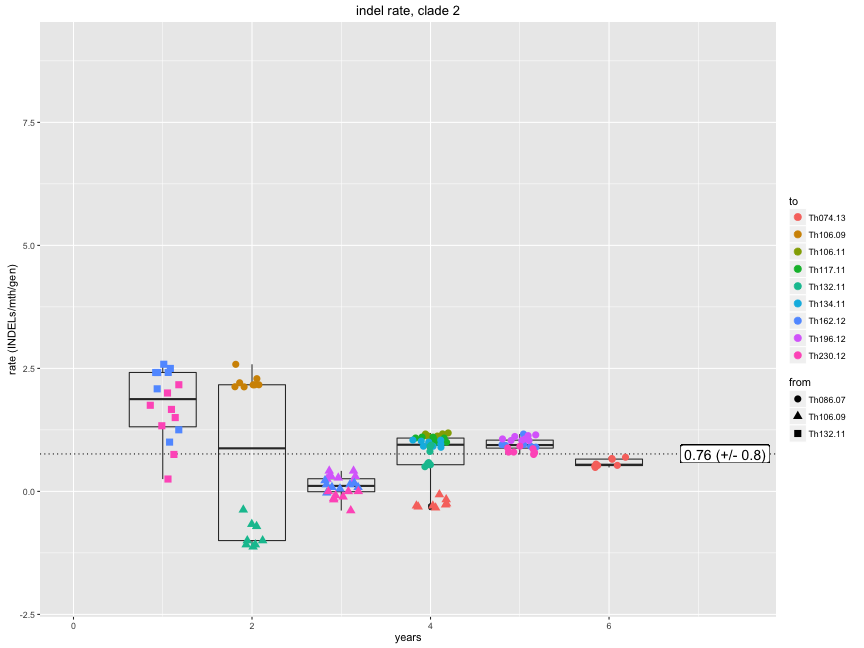 indel rate, clade 2
rate (INDELs/mth/gen)
7.5
5.0
2.5
0.0
-2.5
0.76 (+/- 0.8)
0
2
4
6
years
to
Th074.13
Th106.09
Th106.11
Th117.11
Th132.11
Th134.11
Th162.12
Th196.12
Th230.12
from
Th086.07
Th106.09
Th132.11